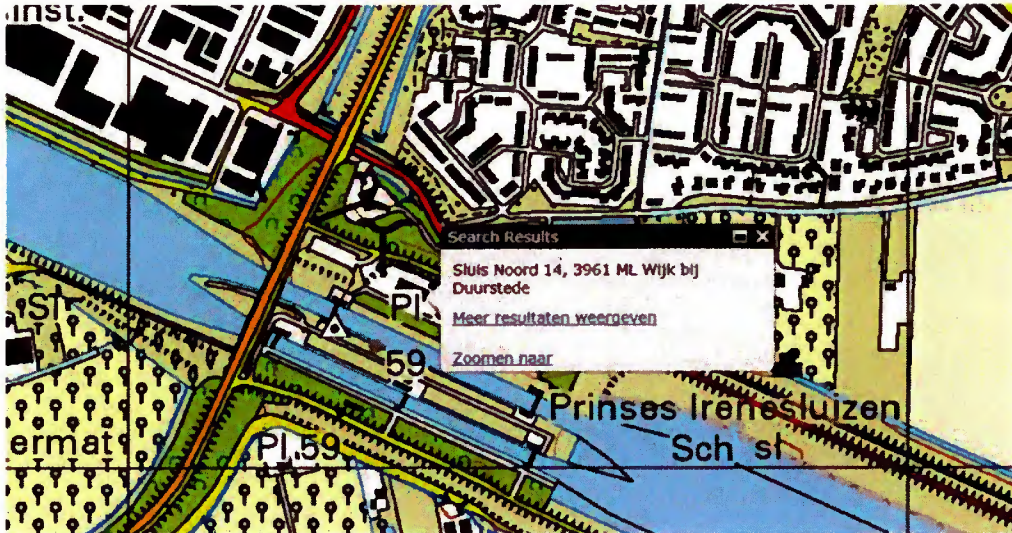 inst.
Search Results
Sluis Noord 14, 3961 ML Wijk bij
Duurstede
Meer resultaten weergeven
Zoomen naar
Sl
Pl.
59
Prinses Irenesluizen
Sch sl
ermat
Pl.59